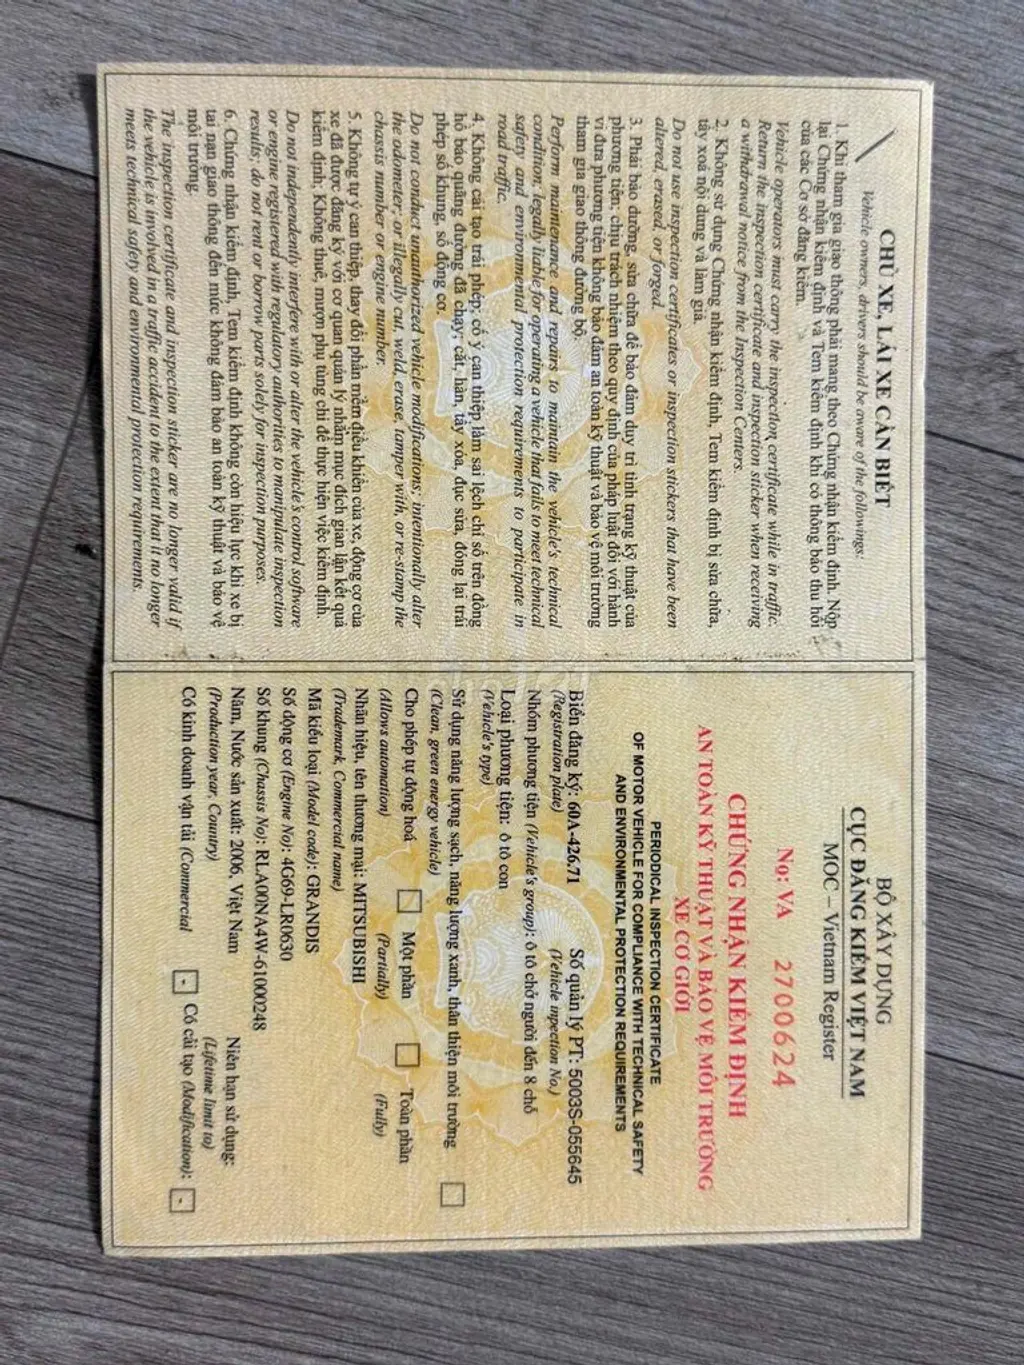 CHỦ XE, LÁI XE CẦN BIẾT
Vehicle owners, drivers should be aware of the followings:
1. Khi tham gia giao thông phải mang theo Chứng nhận kiểm định. Nộp
lại Chứng nhận kiểm định và Tem kiểm định khi có thông báo thu hồi
của các Cơ sở đăng kiểm.
Vehicle operators must carry the inspection certificate while in traffic.
Return the inspection certificate and inspection sticker when receiving
a withdrawal notice from the Inspection Centers.
2. Không sử dụng Chứng nhận kiểm định, Tem kiểm định bị sửa chữa,
tẩy xoá nội dung và làm giả.
Do not use inspection certificates or inspection stickers that have been
altered, erased, or forged.
3. Phải bảo dưỡng, sửa chữa để bảo đảm duy trì tình trạng kỹ thuật của
phương tiện; chịu trách nhiệm theo quy định của pháp luật đối với hành
vi đưa phương tiện không bảo đảm an toàn kỹ thuật và bảo vệ môi trường
tham gia giao thông đường bộ.
Perform maintenance and repairs to maintain the vehicle's technical
condition, legally liable for operating a vehicle that fails to meet technical
safety and environmental protection requirements to participate in
road traffic.
4. Không cải tạo trái phép; cố ý can thiệp làm sai lệch chỉ số trên đồng
hồ báo quãng đường đã chạy; cắt, hàn, tẩy xóa, đục sửa, đóng lại trái
phép số khung, số động cơ.
Do not conduct unauthorized vehicle modifications; intentionally alter
the odometer; or illegally cut, weld, erase, tamper with, or re-stamp the
chassis number or engine number.
5. Không tự ý can thiệp, thay đổi phần mềm điều khiển của xe, động cơ của
xe đã được đăng ký với cơ quan quản lý nhằm mục đích gian lận kết quả
kiểm định; Không thuê, mượn phụ tùng chỉ để thực hiện việc kiểm định.
Do not independently interfere with or alter the vehicle's control software
or engine registered with regulatory authorities to manipulate inspection
results; do not rent or borrow parts solely for inspection purposes.
6. Chứng nhận kiểm định, Tem kiểm định không còn hiệu lực khi xe bị
tai nạn giao thông đến mức không đảm bảo an toàn kỹ thuật và bảo vệ
môi trường.
The inspection certificate and inspection sticker are no longer valid if
the vehicle is involved in a traffic accident to the extent that it no longer
meets technical safety and environmental protection requirements.
BỘ XÂY DỰNG
CỤC ĐĂNG KIỂM VIỆT NAM
MOC – Vietnam Register
Nọ: VA 2700624
CHỨNG NHẬN KIỂM ĐỊNH
AN TOÀN KỸ THUẬT VÀ BẢO VỆ MÔI TRƯỜNG
XE CƠ GIỚI
PERIODICAL INSPECTION CERTIFICATE
OF MOTOR VEHICLE FOR COMPLIANCE WITH TECHNICAL SAFETY
AND ENVIRONMENTAL PROTECTION REQUIREMENTS
Biển đăng ký: 60A-426.71 Số quản lý PT: 5003S-055645
(Registration plate) (Vehicle inpection No.)
Nhóm phương tiện (Vehicle's group): ô tô chở người đến 8 chỗ
Loại phương tiện: ô tô con
(Vehicle's type)
Sử dụng năng lượng sạch, năng lượng xanh, thân thiện môi trường
(Clean, green energy vehicle)
Cho phép tự động hoá Một phần Toàn phần
(Allows automation) (Partially) (Fully)
Nhãn hiệu, tên thương mại: MITSUBISHI
(Trademark, Commercial name)
Mã kiểu loại (Model code): GRANDIS
Số động cơ (Engine No): 4G69-LR0630
Số khung (Chassis No): RLA00NA4W-61000248
Năm, Nước sản xuất: 2006, Việt Nam Niên hạn sử dụng:
(Production year, Country) (Lifetime limit to)
Có kinh doanh vận tải (Commercial - Có cải tạo (Modification): -